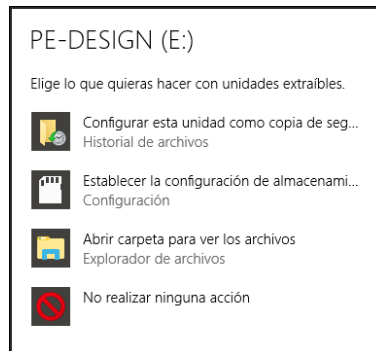 PE-DESIGN (E:)
Elige lo que quieras hacer con unidades extraíbles.
Configurar esta unidad como copia de seg...
Historial de archivos
Establecer la configuración de almacenami...
Configuración
Abrir carpeta para ver los archivos
Explorador de archivos
No realizar ninguna acción